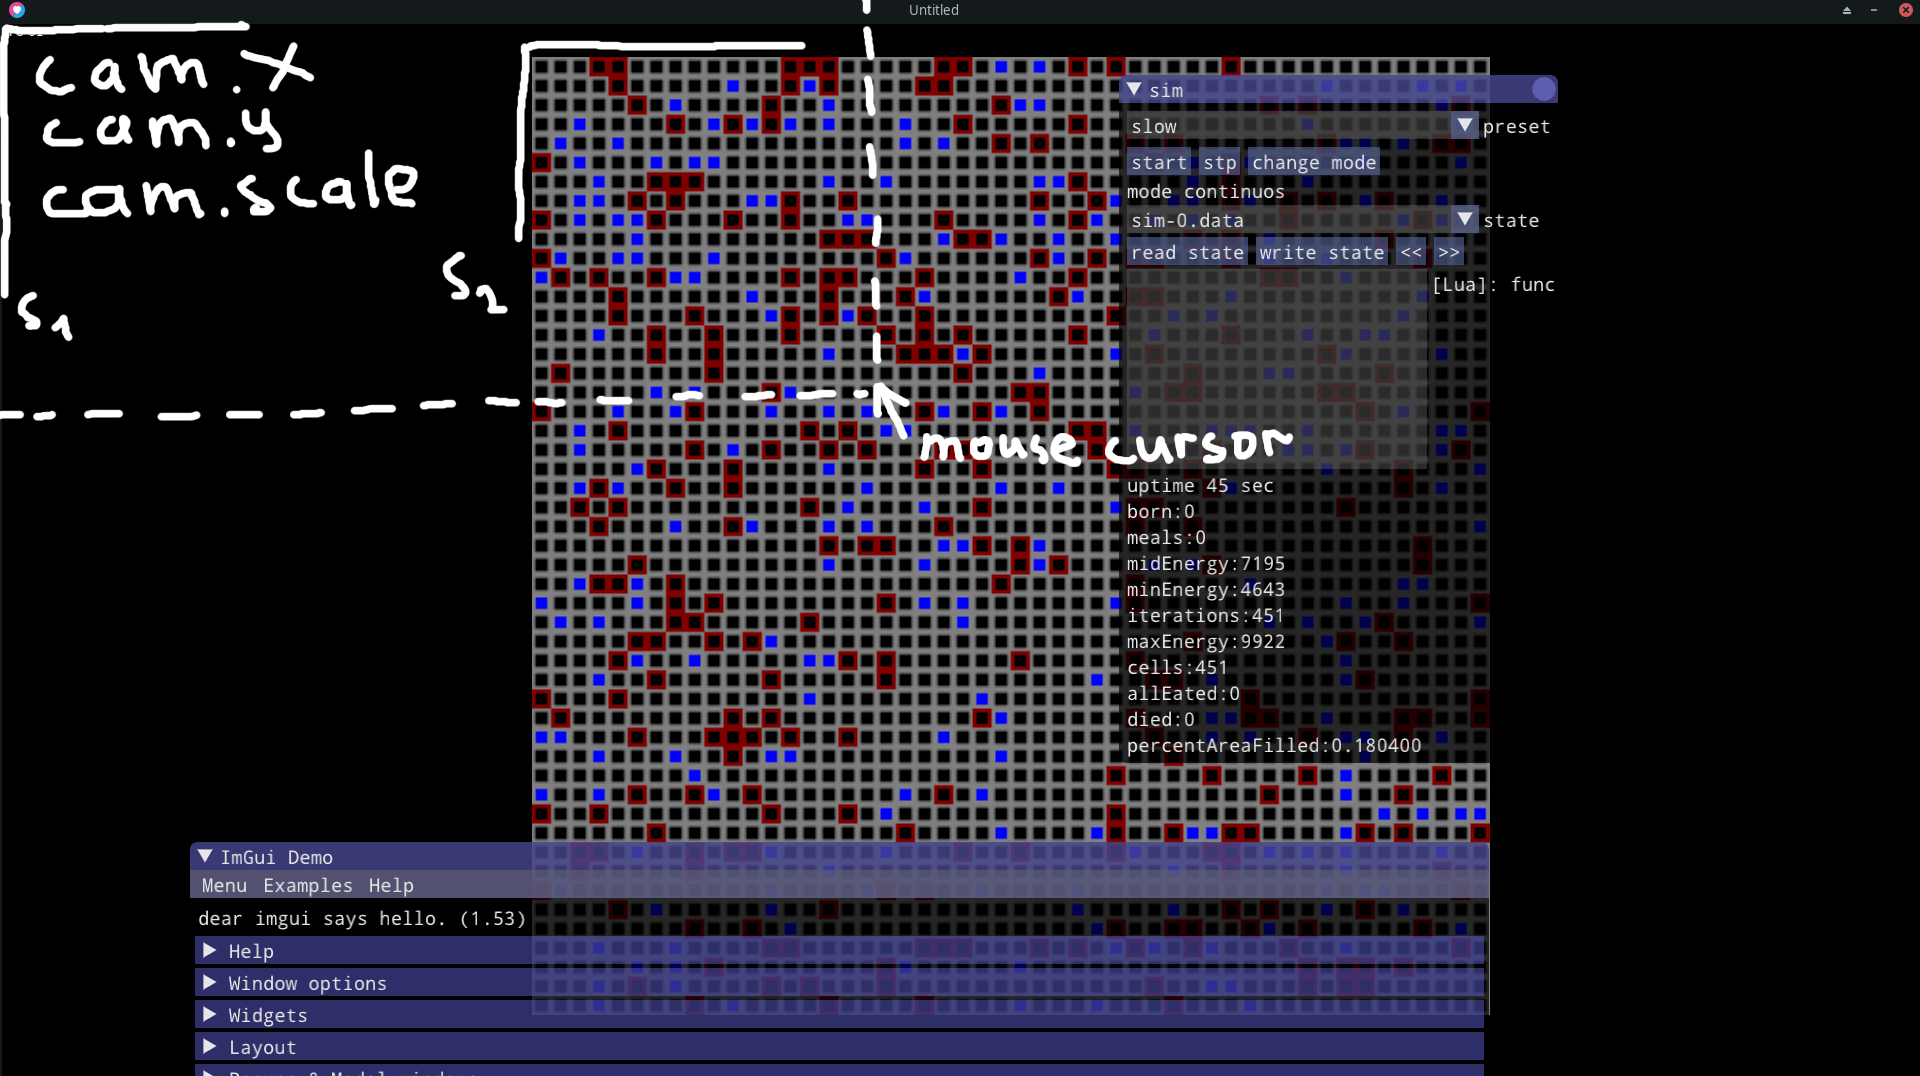 Untitled
cam.x
cam.y
cam.scale
S1
S2
mouse cursor
sim
slow preset
start stp change mode
mode continuos
sim-0.data state
read state write state << >>
[Lua]: func
uptime 45 sec
born:0
meals:0
midEnergy:7195
minEnergy:4643
iterations:451
maxEnergy:9922
cells:451
allEated:0
died:0
percentAreaFilled:0.180400
ImGui Demo
Menu Examples Help
dear imgui says hello. (1.53)
Help
Window options
Widgets
Layout